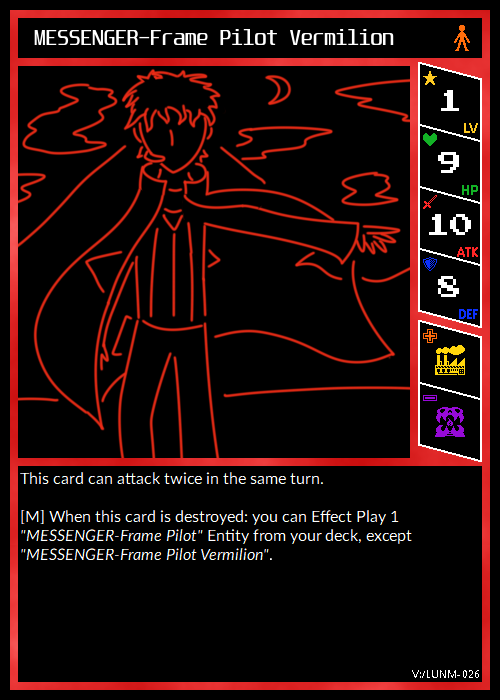 MESSENGER-Frame Pilot Vermilion
1
LV
9
HP
10
ATK
8
DEF
This card can attack twice in the same turn.
[M] When this card is destroyed: you can Effect Play 1
"MESSENGER-Frame Pilot" Entity from your deck, except
"MESSENGER-Frame Pilot Vermilion".
V:/LUNM-026